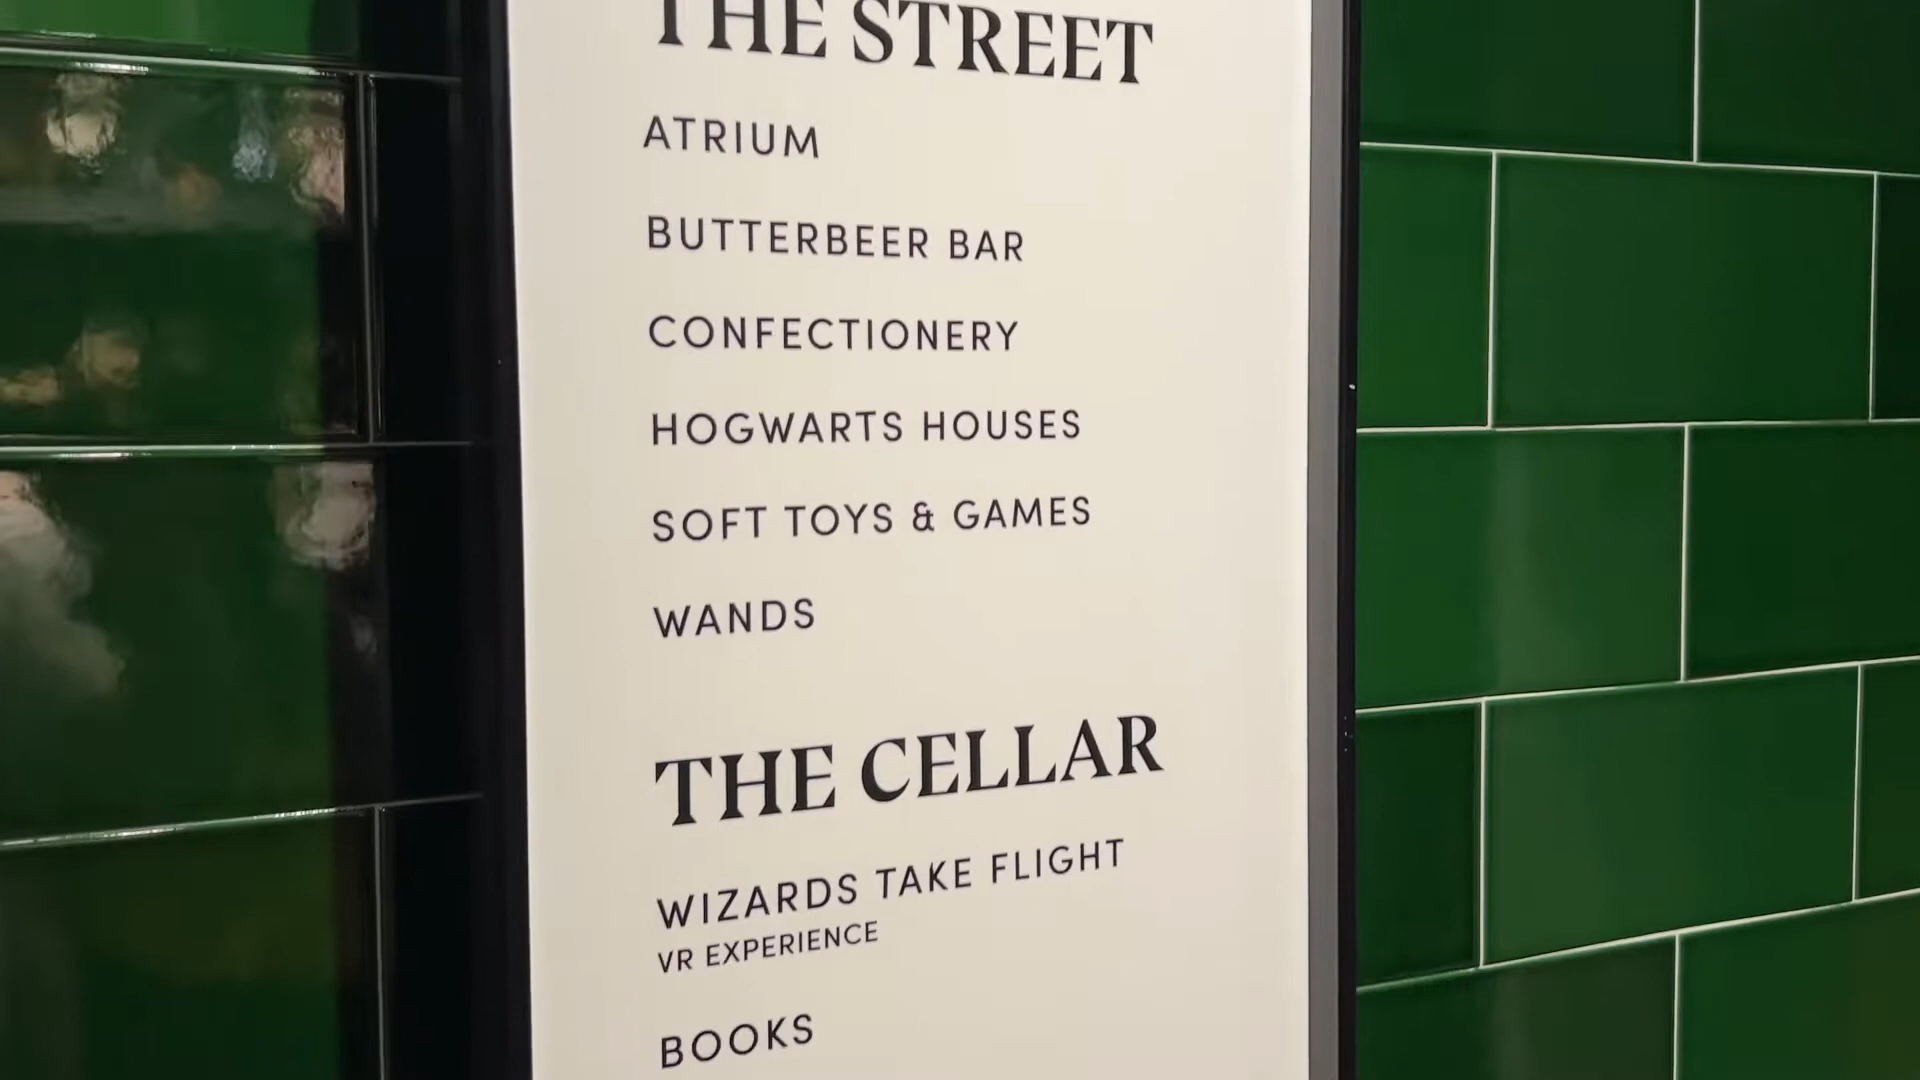 THE STREET
ATRIUM
BUTTERBEER BAR
CONFECTIONERY
HOGWARTS HOUSES
SOFT TOYS & GAMES
WANDS
THE CELLAR
WIZARDS TAKE FLIGHT
VR EXPERIENCE
BOOKS